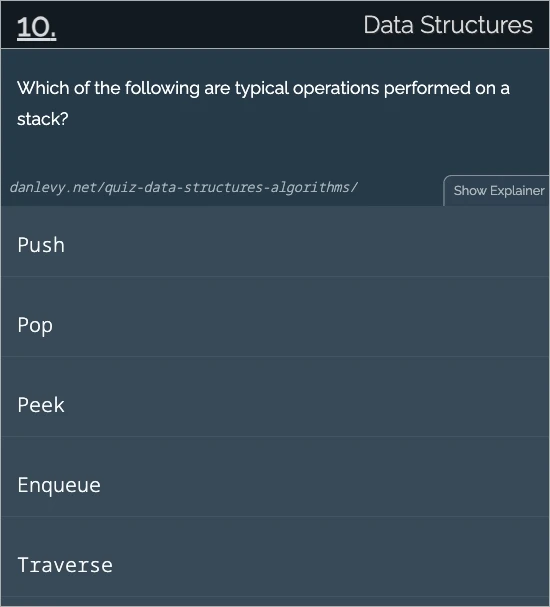 10.
Data Structures
Which of the following are typical operations performed on a
stack?
danlevy.net/quiz-data-structures-algorithms/
Show Explainer
Push
Pop
Peek
Enqueue
Traverse